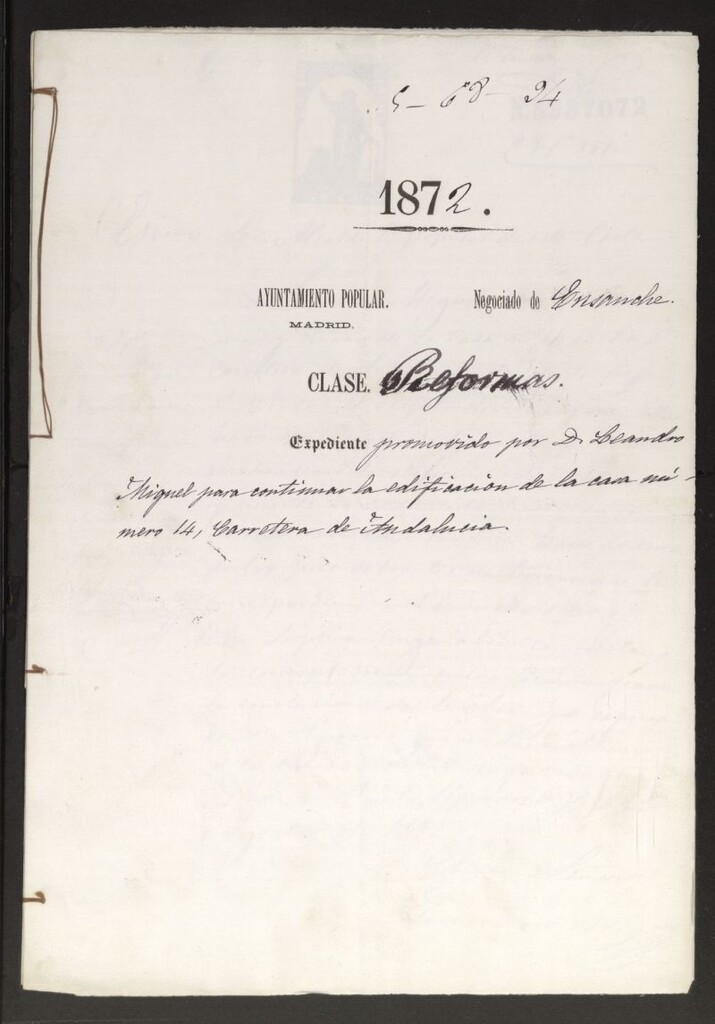 5-68-24
1872.
AYUNTAMIENTO POPULAR. Negociado de Ensanche.
MADRID.
CLASE. Reformas.
Expediente promovido por D. Leandro
Miguel para continuar la edificación de la casa nú-
mero 14, Carretera de Andalucia.